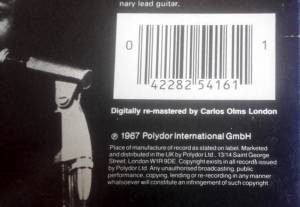 nary lead guitar.
0 1
42282 54161
Digitally re-mastered by Carlos Olms London
℗ 1967 Polydor International GmbH
Place of manufacture of record as stated on label. Marketed
and distributed in the UK by Polydor Ltd., 13/14 Saint George
Street, London W1R 9DE Copyright exists in all records issued
by Polydor Ltd. Any unauthorised broadcasting, public
performance, copying, lending or re-recording in any manner
whatsoever will constitute an infringement of such copyright